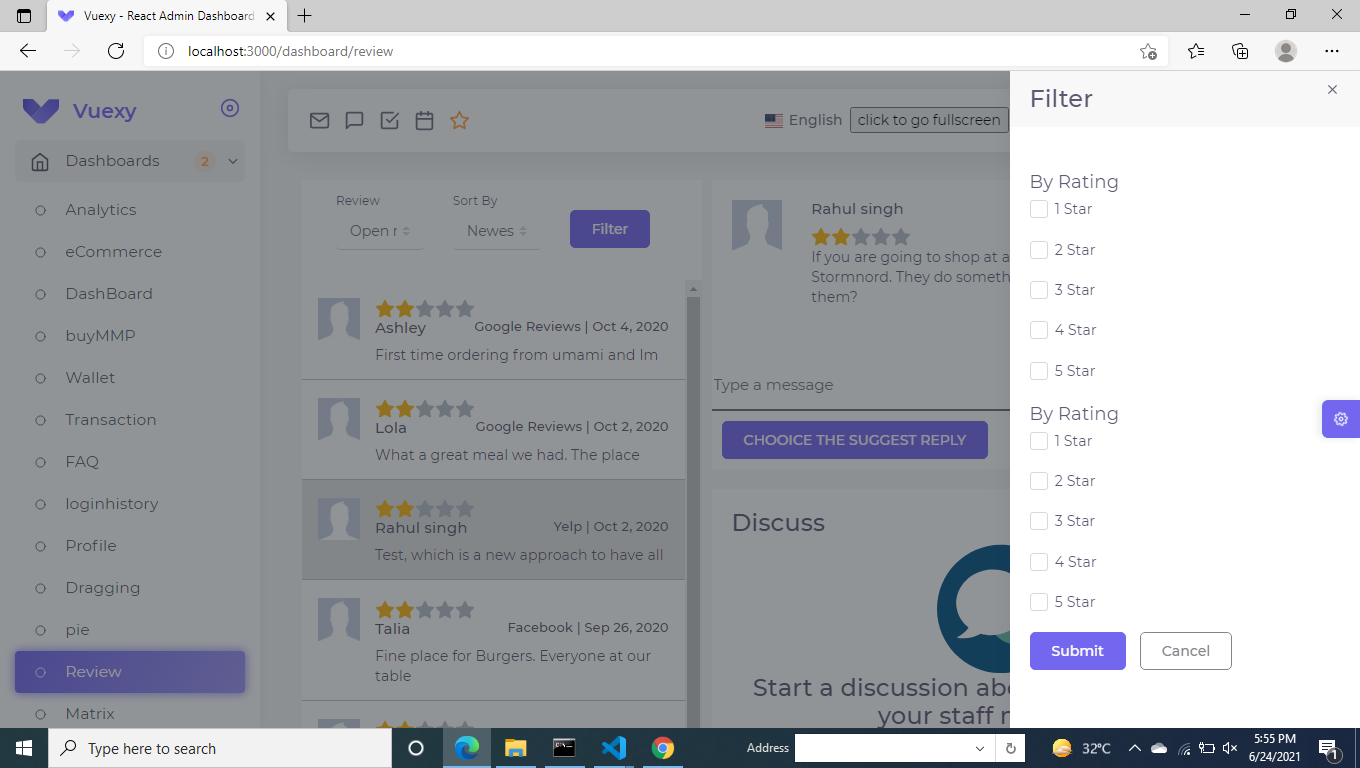 Vuexy - React Admin Dashboard
localhost:3000/dashboard/review
Vuexy
Dashboards 2
Analytics
eCommerce
DashBoard
buyMMP
Wallet
Transaction
FAQ
loginhistory
Profile
Dragging
pie
Review
Matrix
English click to go fullscreen
Review Sort By
Open r Newes Filter
Ashley Google Reviews | Oct 4, 2020
First time ordering from umami and Im
Lola Google Reviews | Oct 2, 2020
What a great meal we had. The place
Rahul singh Yelp | Oct 2, 2020
Test, which is a new approach to have all
Talia Facebook | Sep 26, 2020
Fine place for Burgers. Everyone at our
table
Rahul singh
If you are going to shop at a
Stormnord. They do someth
them?
Type a message
CHOOICE THE SUGGEST REPLY
Discuss
Start a discussion abo
your staff r
Filter
By Rating
1 Star
2 Star
3 Star
4 Star
5 Star
By Rating
1 Star
2 Star
3 Star
4 Star
5 Star
Submit Cancel
Type here to search
Address
32°C
5:55 PM
6/24/2021
1